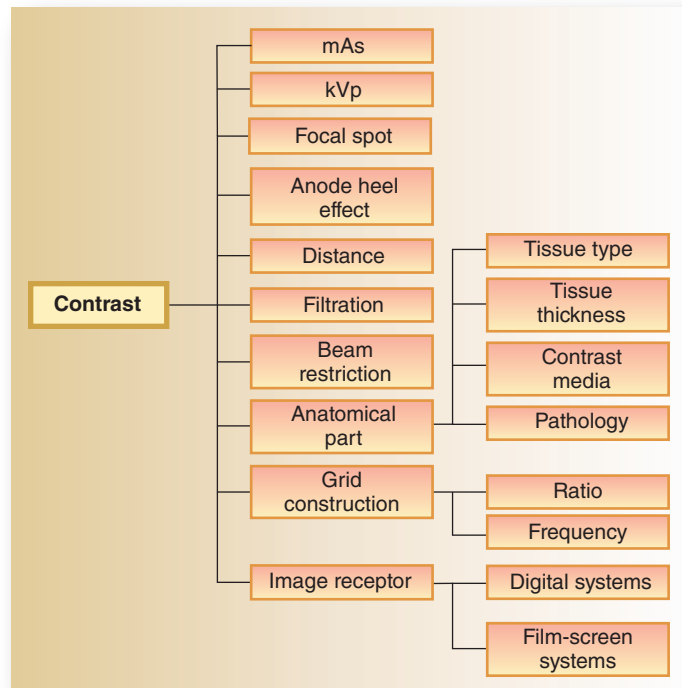 Contrast
mAs
kVp
Focal spot
Anode heel
effect
Distance
Filtration
Beam
restriction
Anatomical
part
Grid
construction
Image receptor
Tissue type
Tissue
thickness
Contrast
media
Pathology
Ratio
Frequency
Digital systems
Film-screen
systems